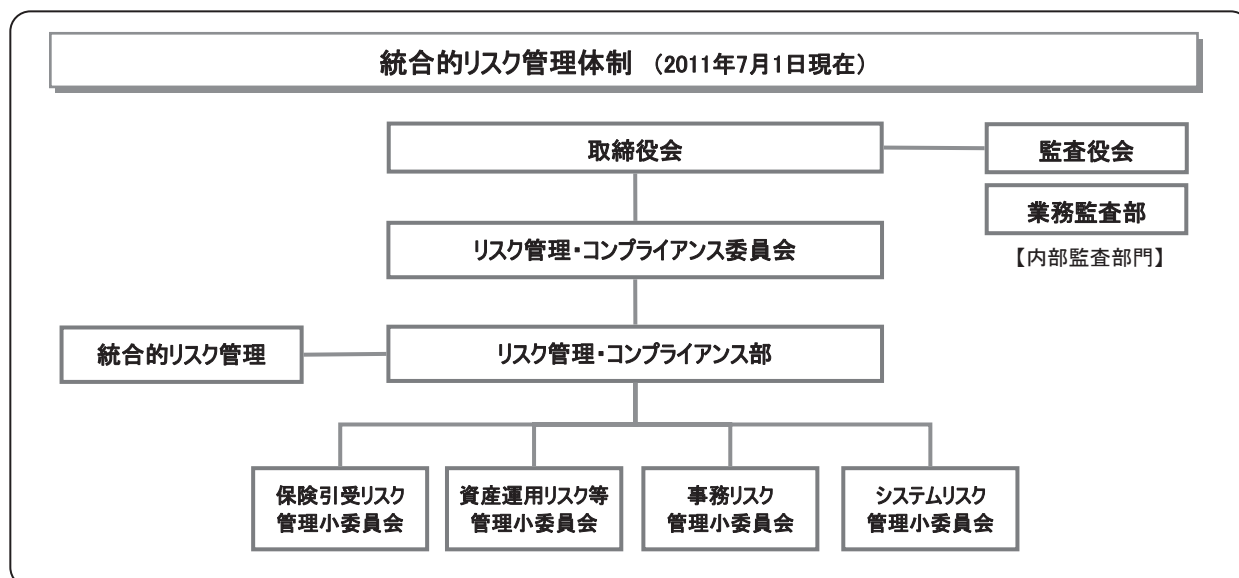 統合的リスク管理体制 （2011年7月1日現在）
取締役会
監査役会
業務監査部
【内部監査部門】
リスク管理・コンプライアンス委員会
統合的リスク管理
リスク管理・コンプライアンス部
保険引受リスク
管理小委員会
資産運用リスク等
管理小委員会
事務リスク
管理小委員会
システムリスク
管理小委員会